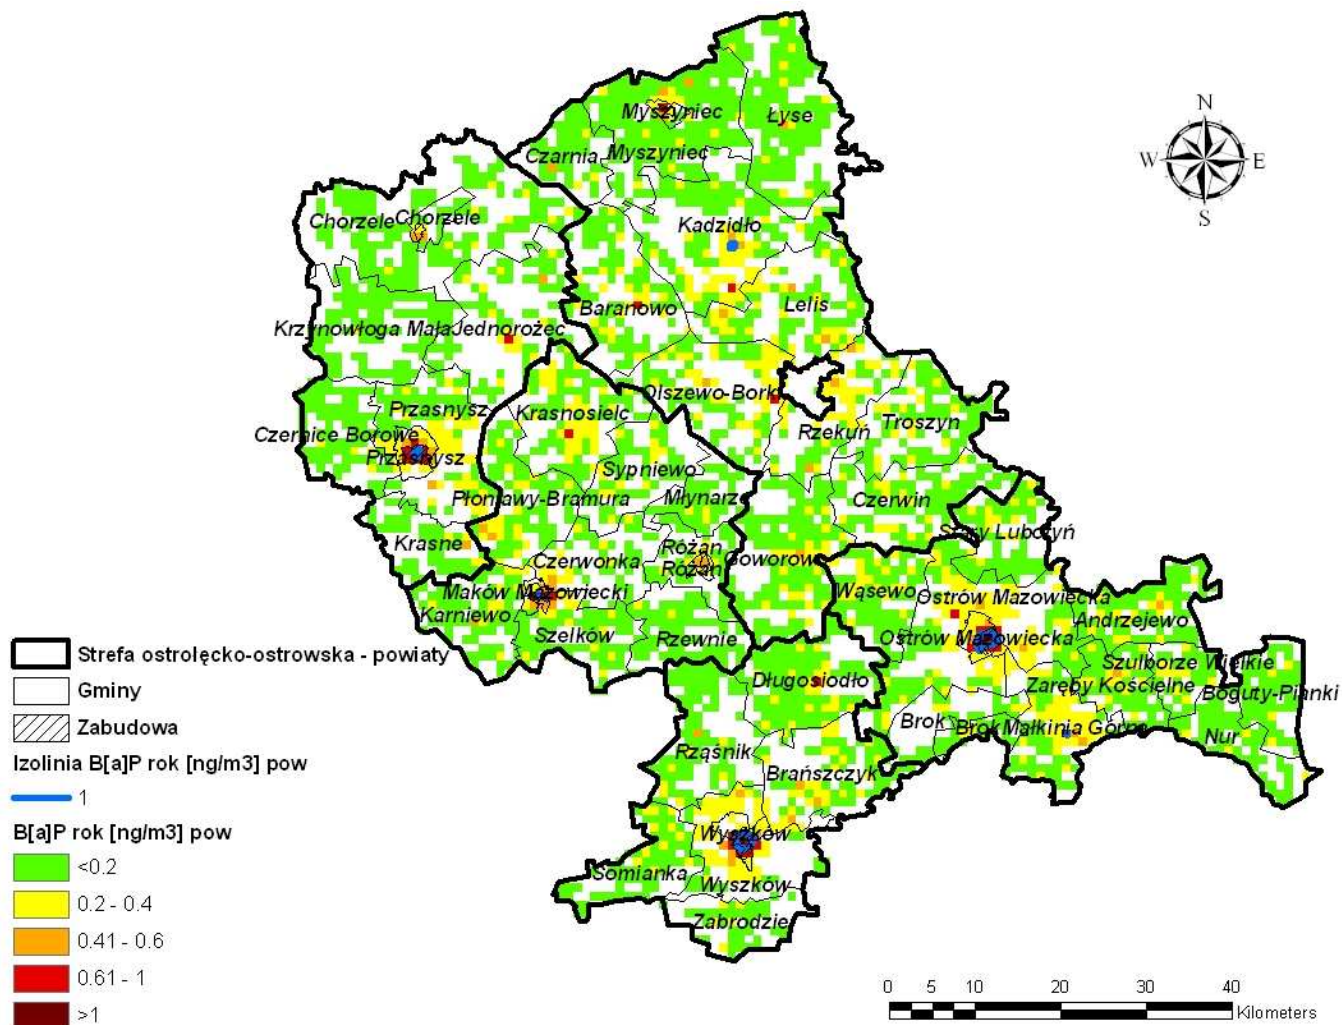 N
W E
S
Myszyniec
Łyse
Czarnia
Myszyniec
Chorzele
Chorzele
Kadzidło
Baranowo
Lelis
Krzynowłoga Mała
Jednorożec
Olszewo-Borki
Przasnysz
Krasnosielc
Rzekuń
Troszyn
Czernice Borowe
Przasnysz
Sypniewo
Płoniawy-Bramura
Młynarze
Czerwin
Stary Lubotyń
Krasne
Różan
Różan
Czerwonka
Goworowo
Maków Mazowiecki
Wąsewo
Ostrów Mazowiecka
Karniewo
Andrzejewo
Szelków
Rzewnie
Ostrów Mazowiecka
Szulborze Wielkie
Długosiodło
Zaręby Kościelne
Boguty-Pianki
Brok
Brok
Małkinia Górna
Nur
Rząśnik
Brańszczyk
Wyszków
Somianka
Wyszków
Zabrodzie
Strefa ostrołęcko-ostrowska - powiaty
Gminy
Zabudowa
Izolinia B[a]P rok [ng/m3] pow
1
B[a]P rok [ng/m3] pow
<0.2
0.2 - 0.4
0.41 - 0.6
0.61 - 1
>1
0 5 10 20 30 40
Kilometers